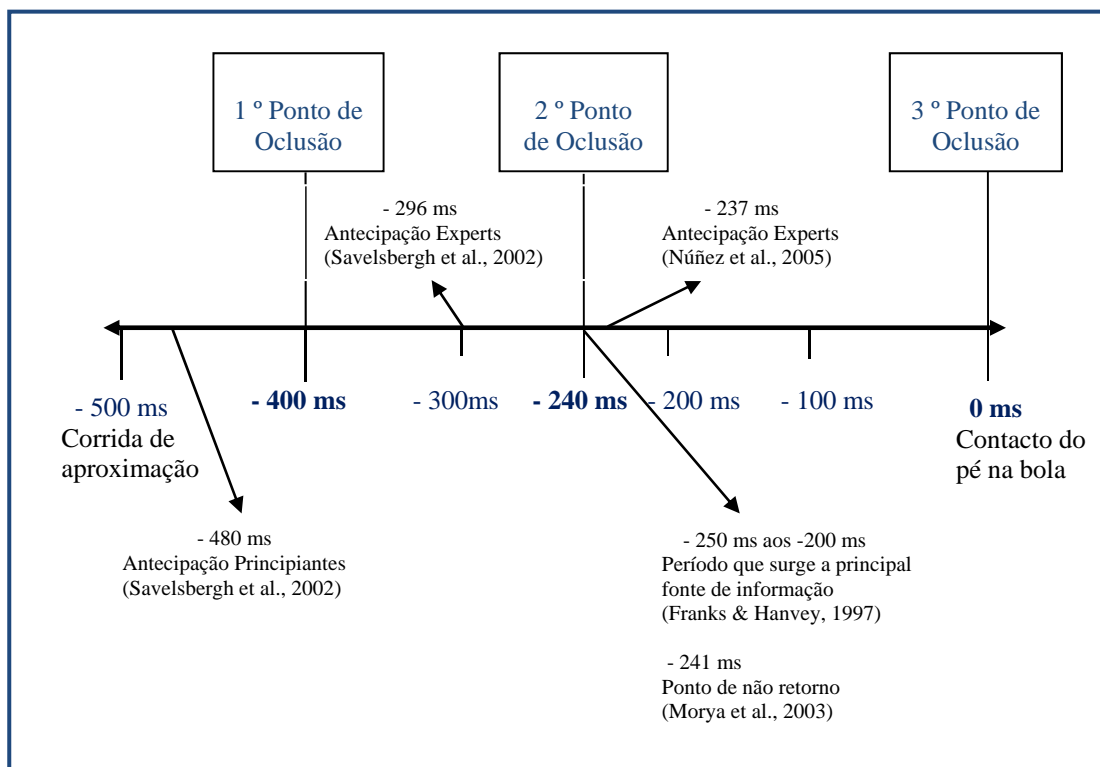 1 º Ponto de
Oclusão
2 º Ponto
de Oclusão
3 º Ponto de
Oclusão
- 296 ms
Antecipação Experts
(Savelsbergh et al., 2002)
- 237 ms
Antecipação Experts
(Núñez et al., 2005)
- 500 ms
Corrida de
aproximação
- 400 ms
- 300ms
- 240 ms
- 200 ms
- 100 ms
0 ms
Contacto do
pé na bola
- 480 ms
Antecipação Principiantes
(Savelsbergh et al., 2002)
- 250 ms aos -200 ms
Período que surge a principal
fonte de informação
(Franks & Hanvey, 1997)
- 241 ms
Ponto de não retorno
(Morya et al., 2003)